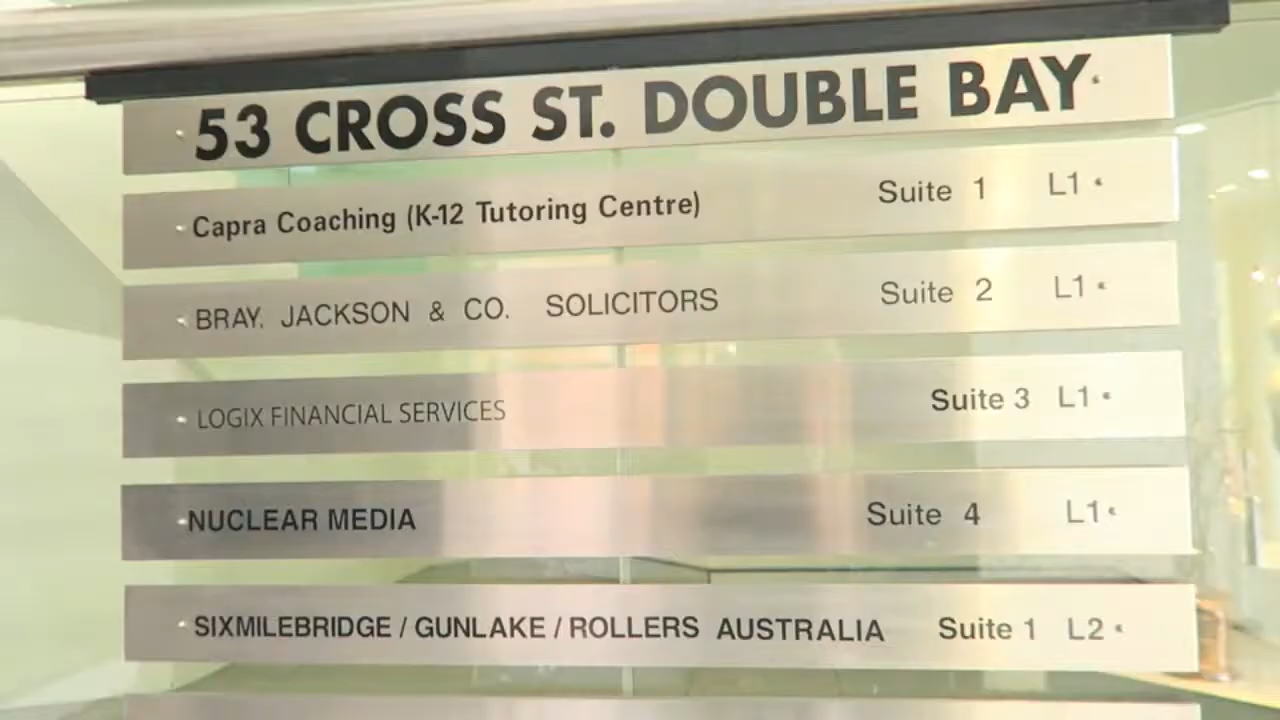 53 CROSS ST. DOUBLE BAY
Capra Coaching (K-12 Tutoring Centre) Suite 1 L1
BRAY. JACKSON & CO. SOLICITORS Suite 2 L1
LOGIX FINANCIAL SERVICES Suite 3 L1
NUCLEAR MEDIA Suite 4 L1
SIXMILEBRIDGE / GUNLAKE / ROLLERS AUSTRALIA Suite 1 L2